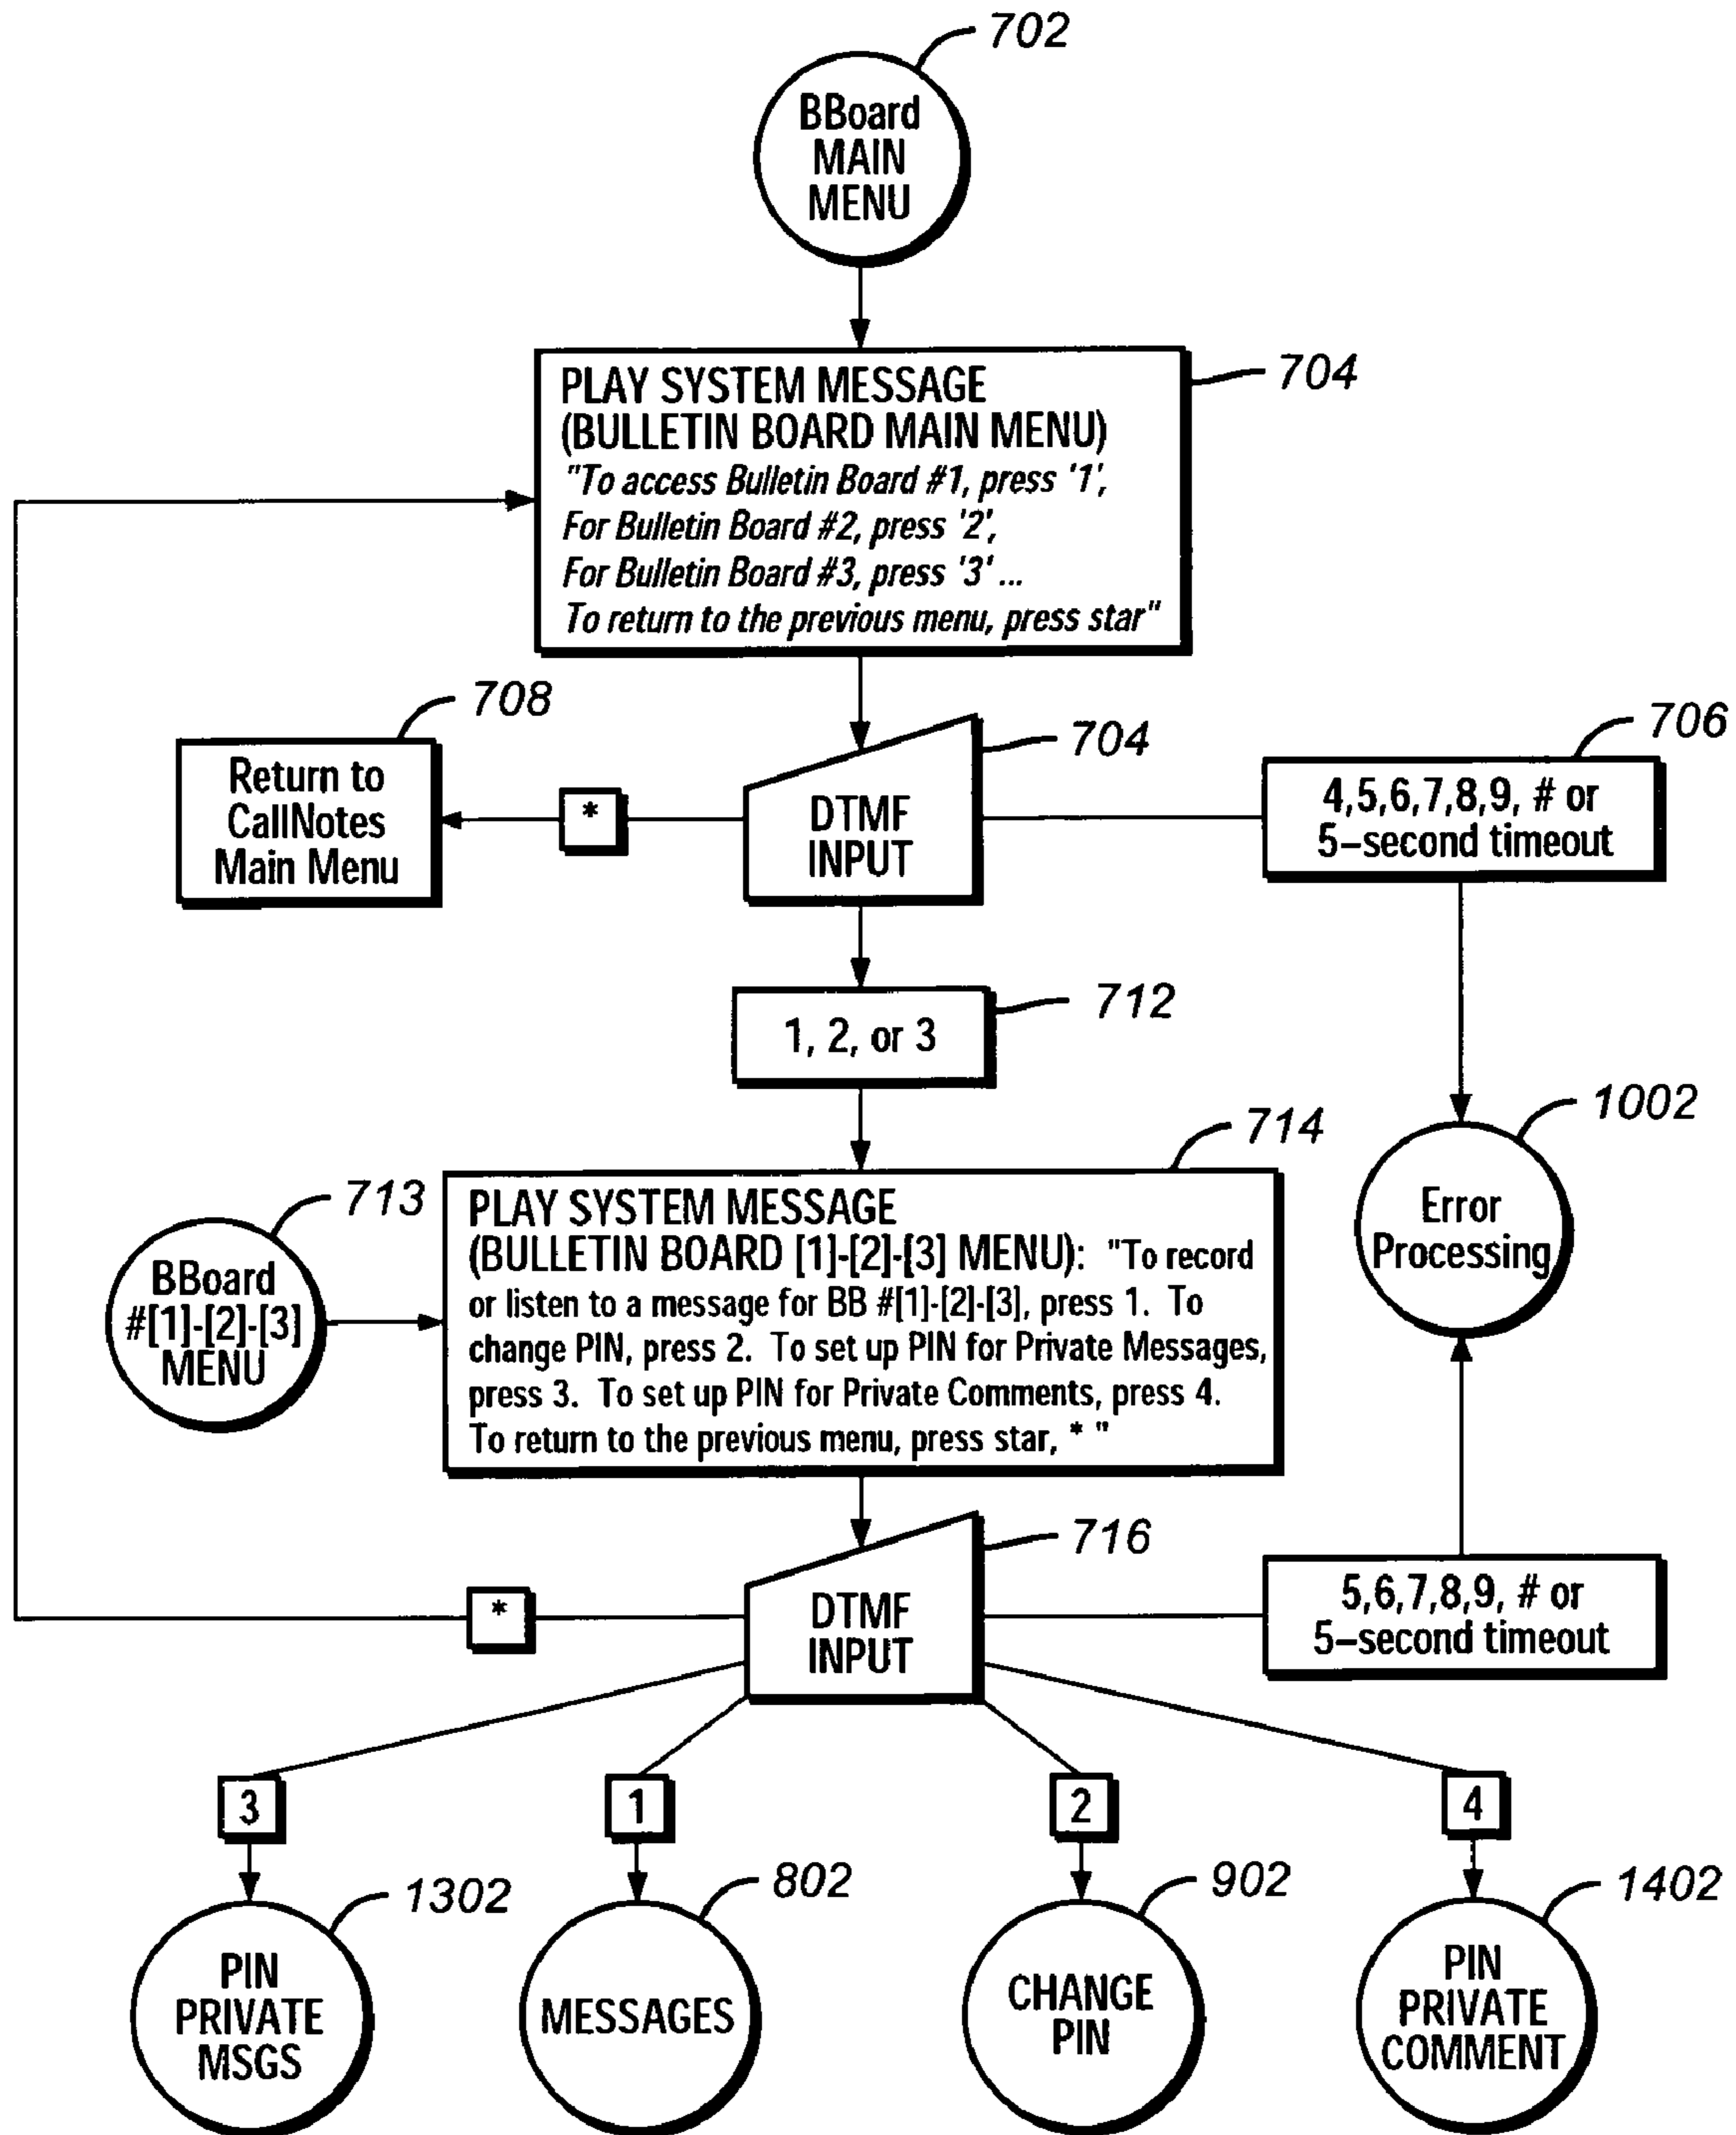 702
BBoard
MAIN
MENU
704
PLAY SYSTEM MESSAGE
(BULLETIN BOARD MAIN MENU)
"To access Bulletin Board #1, press '1',
For Bulletin Board #2, press '2',
For Bulletin Board #3, press '3' ...
To return to the previous menu, press star"
708
Return to
CallNotes
Main Menu
*
704
DTMF
INPUT
706
4,5,6,7,8,9, # or
5–second timeout
712
1, 2, or 3
1002
Error
Processing
713
BBoard
#[1]-[2]-[3]
MENU
714
PLAY SYSTEM MESSAGE
(BULLETIN BOARD [1]-[2]-[3] MENU): "To record
or listen to a message for BB #[1]-[2]-[3], press 1. To
change PIN, press 2. To set up PIN for Private Messages,
press 3. To set up PIN for Private Comments, press 4.
To return to the previous menu, press star, * "
716
*
DTMF
INPUT
5,6,7,8,9, # or
5–second timeout
3
1
2
4
1302
PIN
PRIVATE
MSGS
802
MESSAGES
902
CHANGE
PIN
1402
PIN
PRIVATE
COMMENT